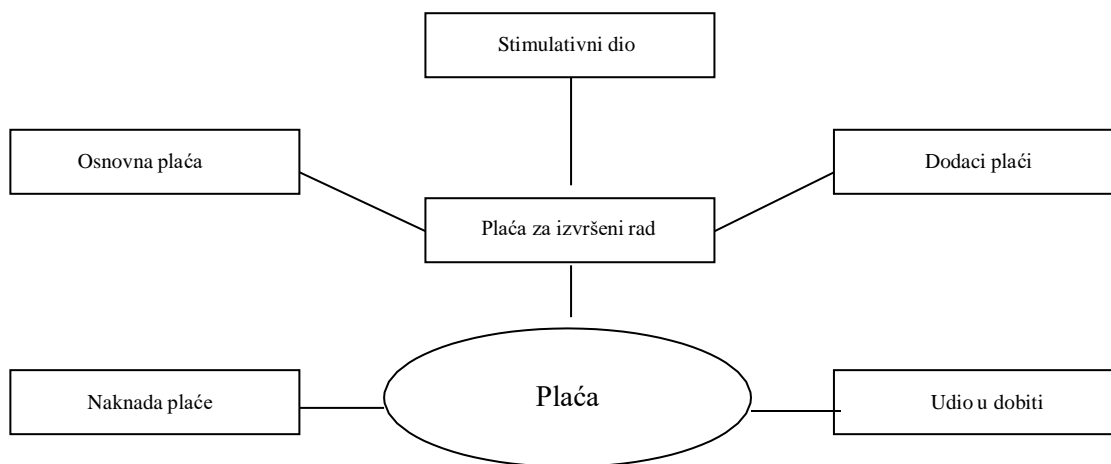 Stimulativni dio
Osnovna plaća
Dodaci plaći
Plaća za izvršeni rad
Naknada plaće
Plaća
Udio u dobiti